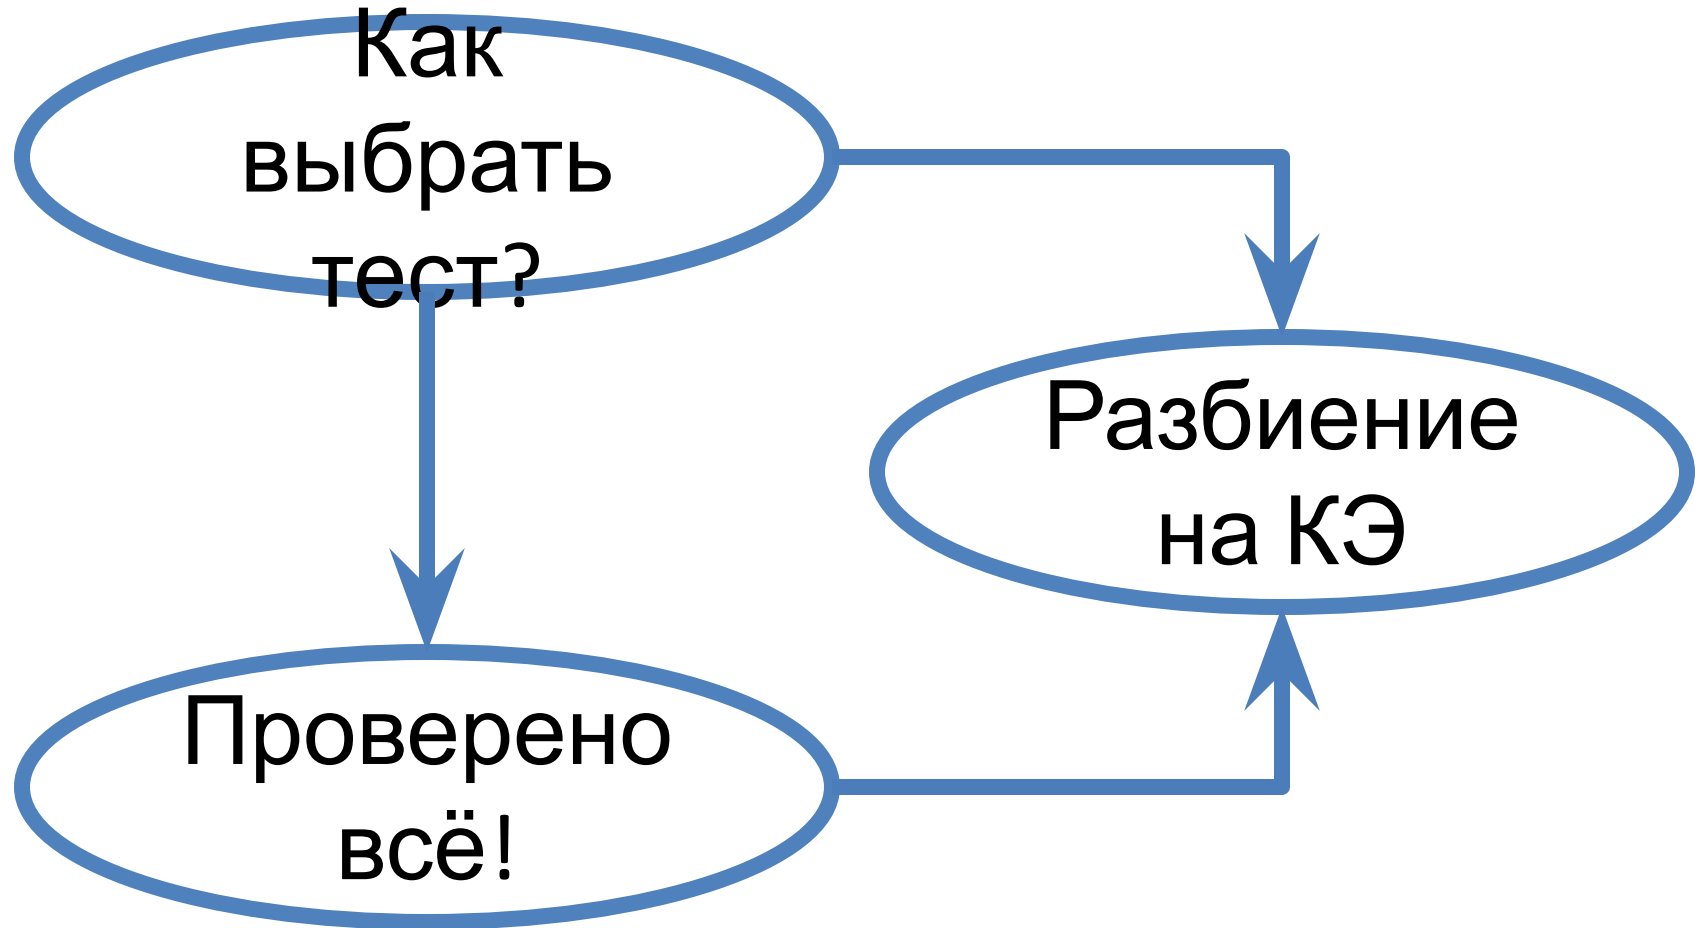 Как
выбрать
тест?
Разбиение
на КЭ
Проверено
всё!